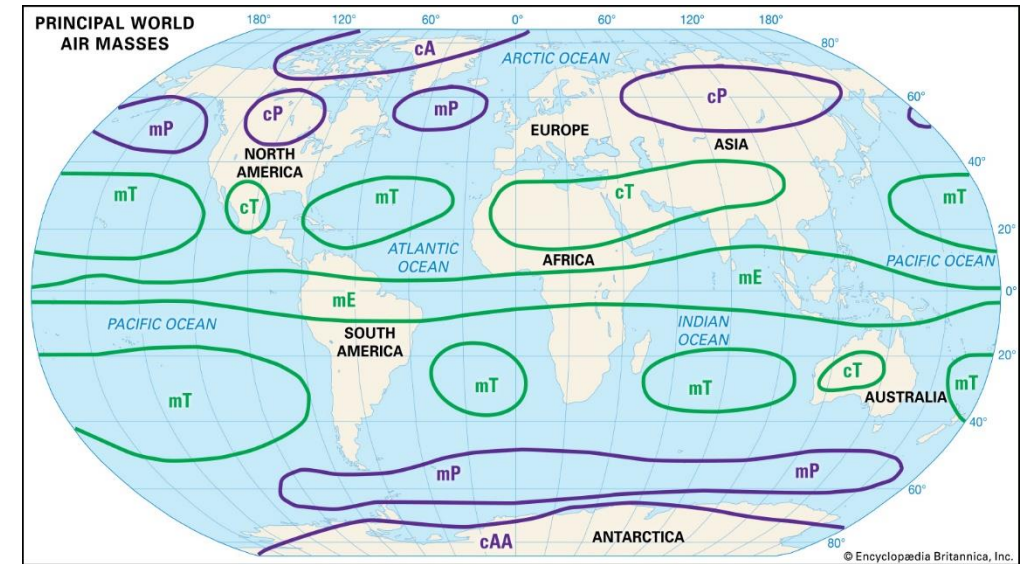 PRINCIPAL WORLD
AIR MASSES
180° 120° 60° 0° 60° 120° 180°
80°
cA
ARCTIC OCEAN
60°
mP
cP
mP
cP
60°
EUROPE
ASIA
NORTH
AMERICA
40°
mT
cT
mT
cT
mT
20°
ATLANTIC
OCEAN
AFRICA
PACIFIC OCEAN
mE
mE
0°
PACIFIC OCEAN
SOUTH
AMERICA
INDIAN
OCEAN
20°
mT
mT
mT
cT
mT
AUSTRALIA
40°
mP
mP
60°
cAA
ANTARCTICA
80°
© Encyclopædia Britannica, Inc.